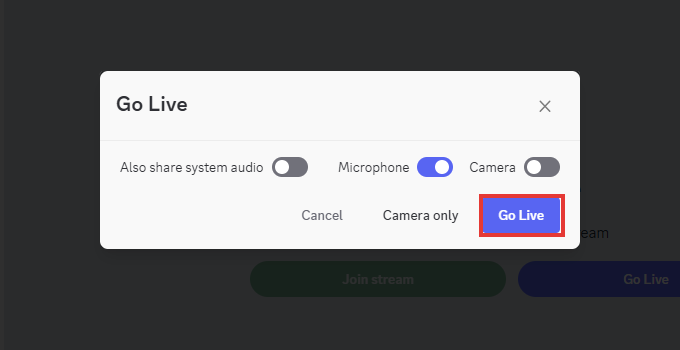 Go Live
Also share system audio Microphone Camera
Cancel Camera only Go Live
eam
Join stream Go Live